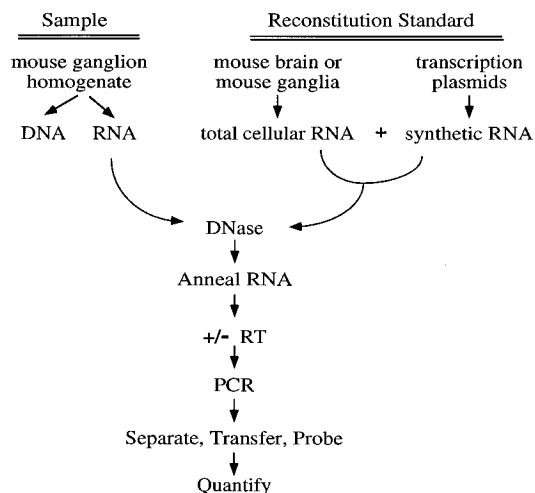 Sample
Reconstitution Standard
mouse ganglion
homogenate
mouse brain or
mouse ganglia
transcription
plasmids
DNA RNA
total cellular RNA + synthetic RNA
DNase
Anneal RNA
+/- RT
PCR
Separate, Transfer, Probe
Quantify